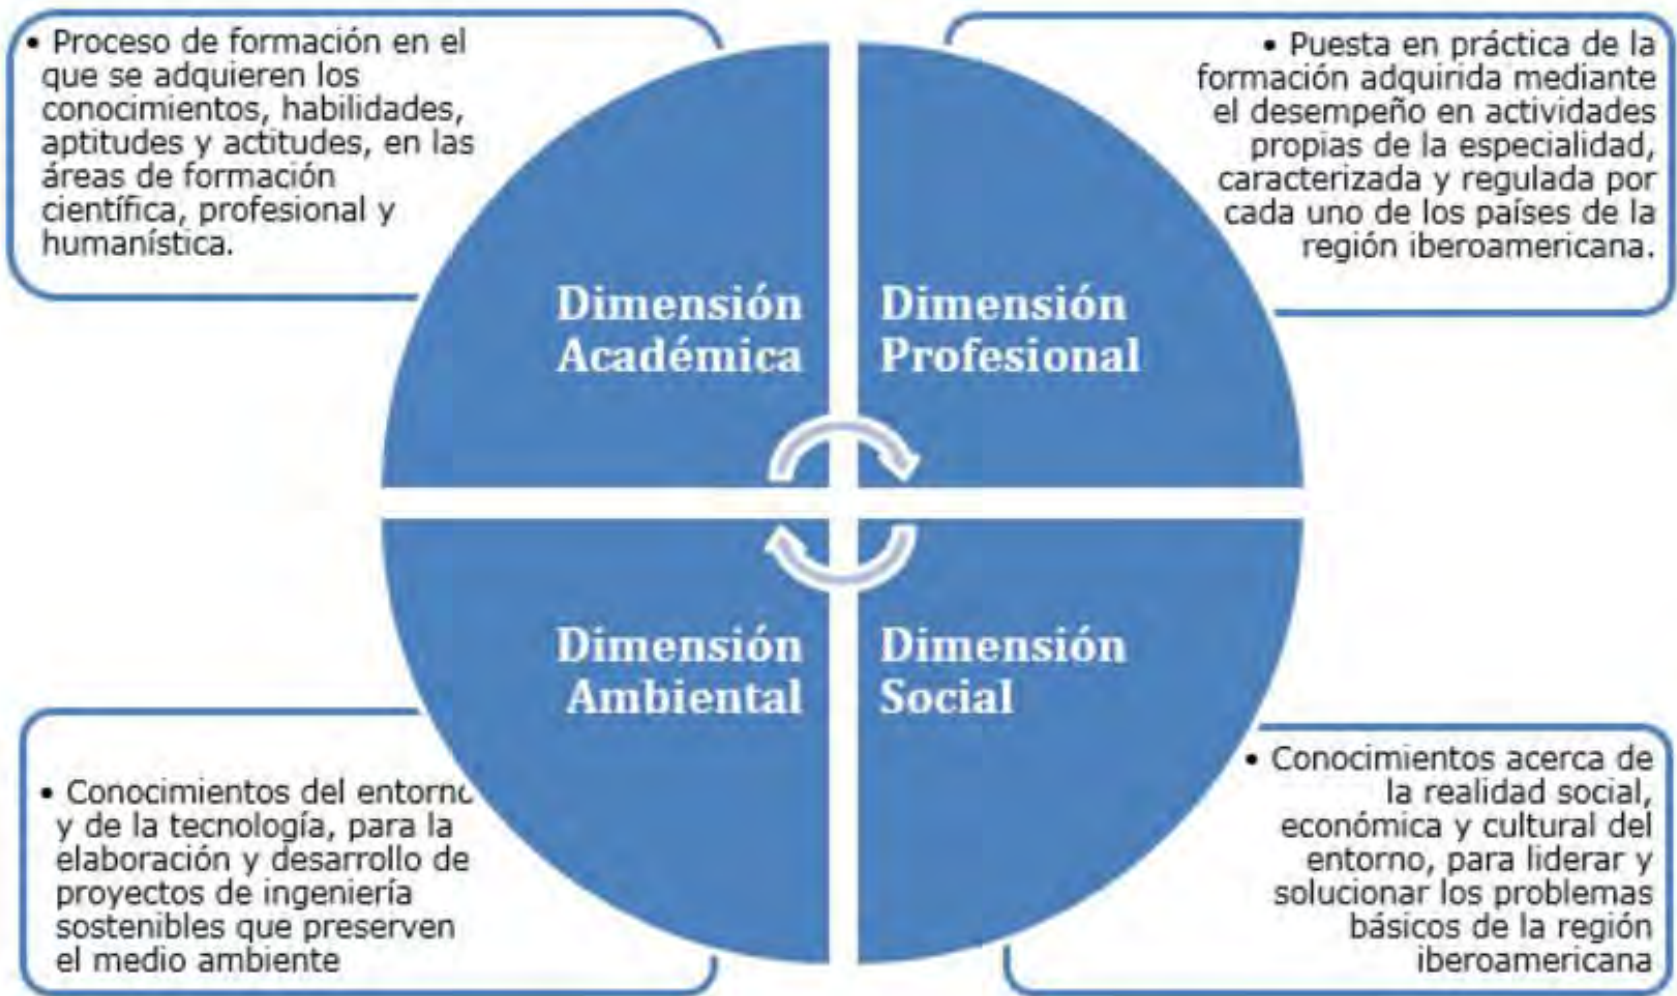 • Proceso de formación en el
que se adquieren los
conocimientos, habilidades,
aptitudes y actitudes, en las
áreas de formación
científica, profesional y
humanística.
• Puesta en práctica de la
formación adquirida mediante
el desempeño en actividades
propias de la especialidad,
caracterizada y regulada por
cada uno de los países de la
región iberoamericana.
Dimensión
Académica
Dimensión
Profesional
Dimensión
Ambiental
Dimensión
Social
• Conocimientos del entorno
y de la tecnología, para la
elaboración y desarrollo de
proyectos de ingeniería
sostenibles que preserven
el medio ambiente
• Conocimientos acerca de
la realidad social,
económica y cultural del
entorno, para liderar y
solucionar los problemas
básicos de la región
iberoamericana